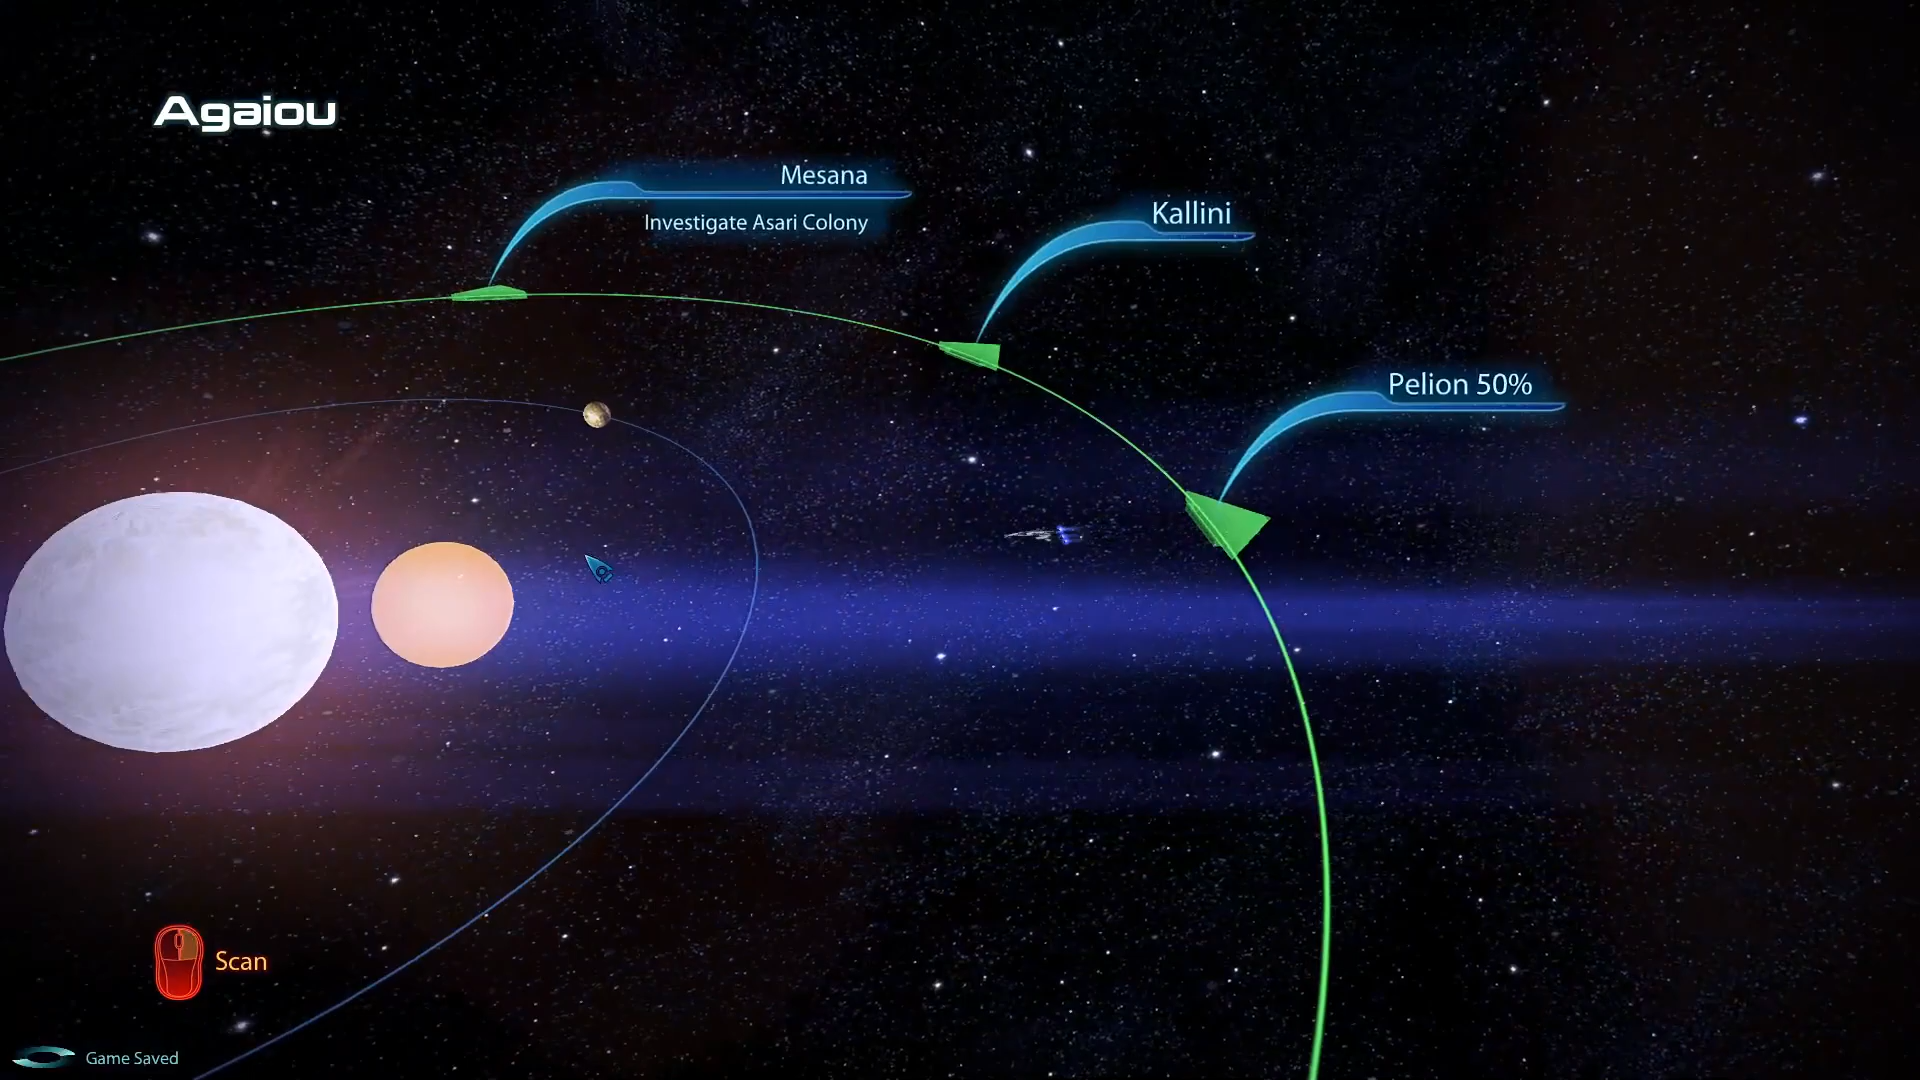 Agaiou
Mesana
Investigate Asari Colony
Kallini
Pelion 50%
Scan
Game Saved